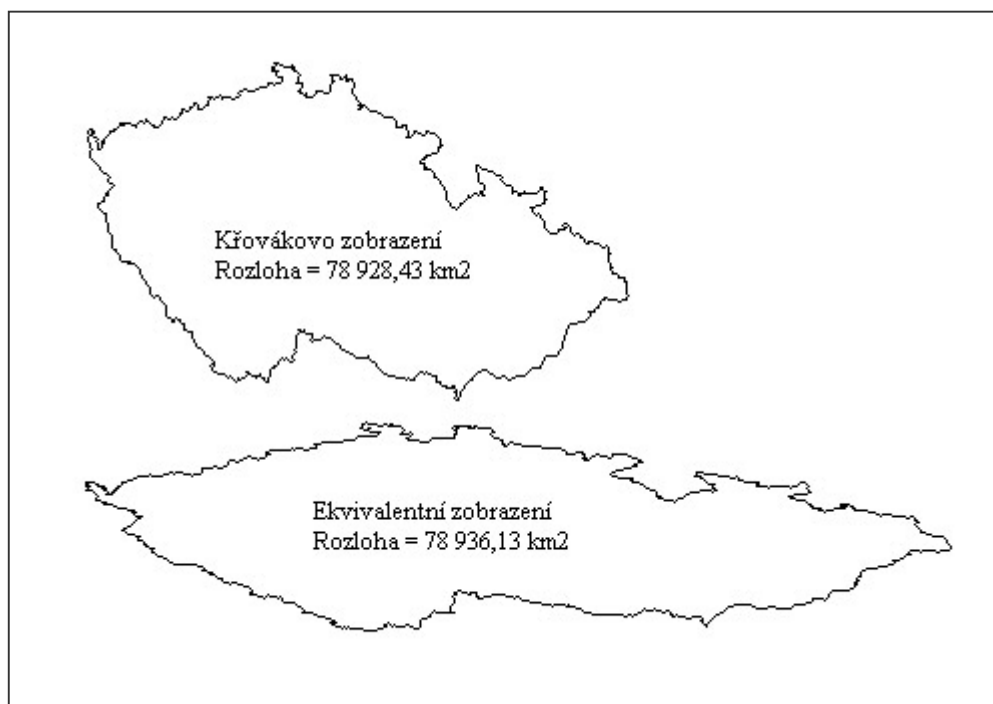 Křovákovo zobrazení
Rozloha = 78 928,43 km2
Ekvivalentní zobrazení
Rozloha = 78 936,13 km2